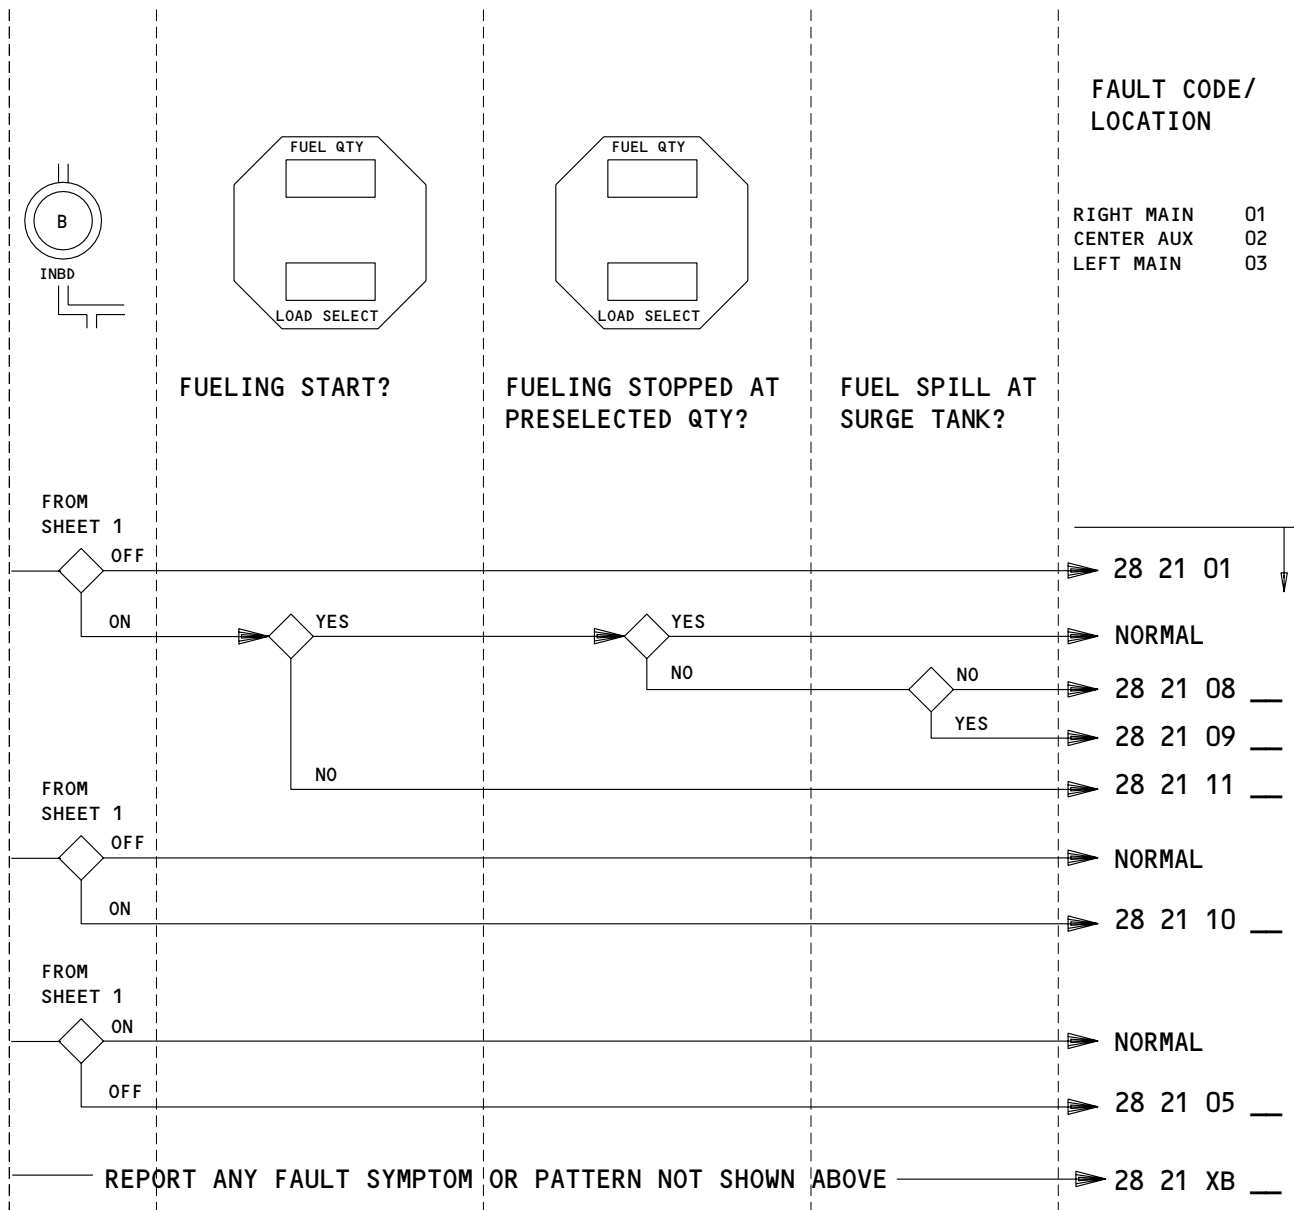 FAULT CODE/
LOCATION
RIGHT MAIN 01
CENTER AUX 02
LEFT MAIN 03
B
INBD
FUEL QTY
LOAD SELECT
FUEL QTY
LOAD SELECT
FUELING START?
FUELING STOPPED AT
PRESELECTED QTY?
FUEL SPILL AT
SURGE TANK?
FROM
SHEET 1
OFF
28 21 01
ON
YES
YES
NORMAL
NO
NO
28 21 08 __
YES
28 21 09 __
NO
28 21 11 __
FROM
SHEET 1
OFF
NORMAL
ON
28 21 10 __
FROM
SHEET 1
ON
NORMAL
OFF
28 21 05 __
REPORT ANY FAULT SYMPTOM OR PATTERN NOT SHOWN ABOVE
28 21 XB __